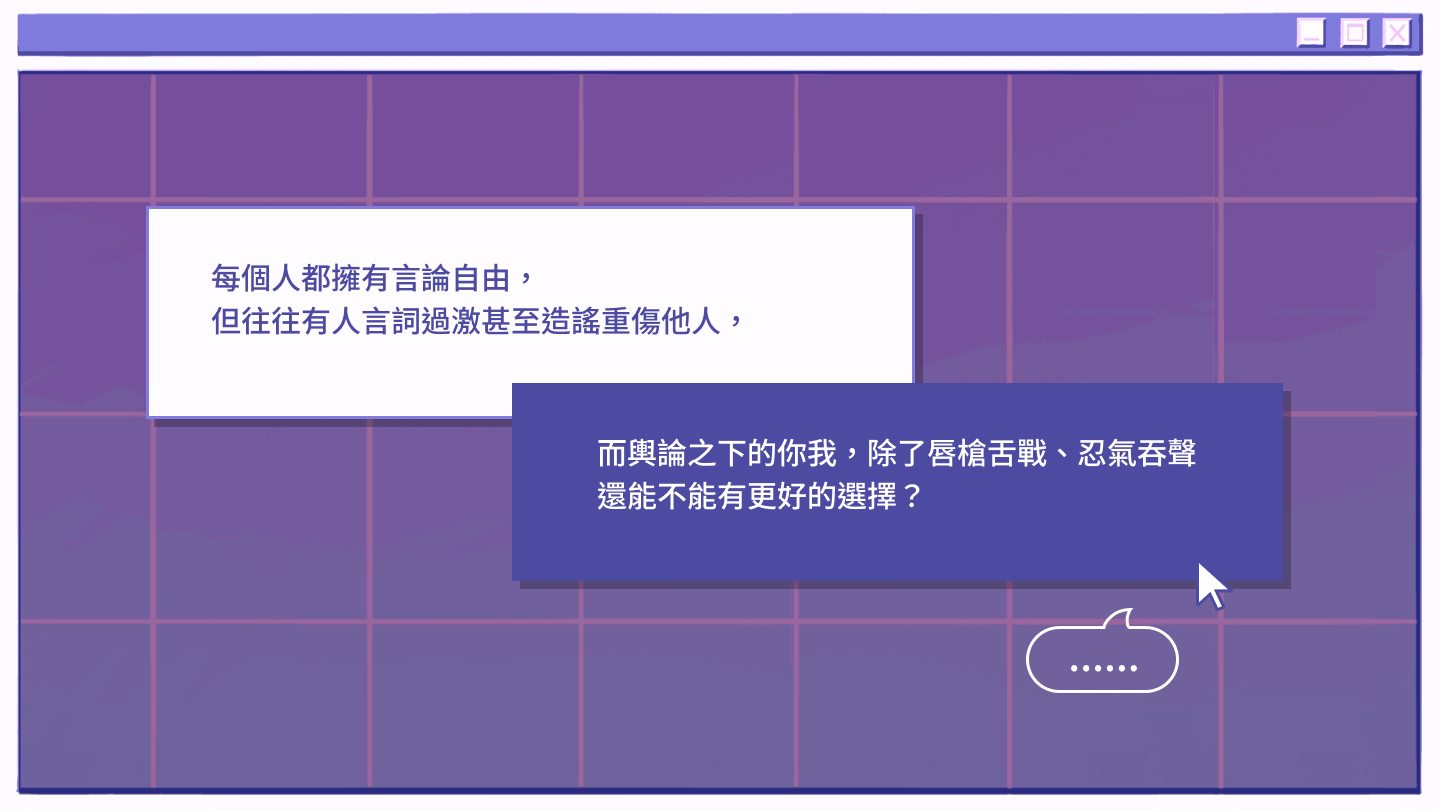 每個人都擁有言論自由，
但往往有人言詞過激甚至造謠重傷他人，
而輿論之下的你我，除了唇槍舌戰、忍氣吞聲
還能不能有更好的選擇？
……